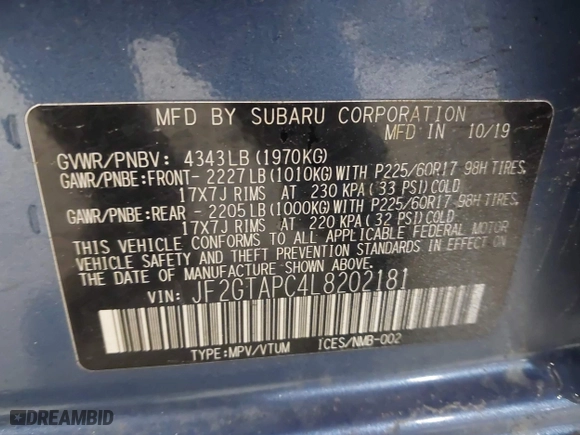 MFD BY SUBARU CORPORATION
MFD IN 10/19
GVWR/PNBV: 4343LB(1970KG)
GAWR/PNBE:FRONT- 2227LB(1010KG)WITH P225/60R17 98H TIRES,
17X7J RIMS AT 230 KPA(33 PSI)COLD
GAWR/PNBE:REAR - 2205LB(1000KG)WITH P225/60R17 98H TIRES,
17X7J RIMS AT 220 KPA(32 PSI)COLD
THIS VEHICLE CONFORMS TO ALL APPLICABLE FEDERAL MOTOR
VEHICLE SAFETY AND THEFT PREVENTION STANDARDS IN EFFECT ON
THE DATE OF MANUFACTURE SHOWN ABOVE.
VIN: JF2GTAPC4L8202181
TYPE:MPV/VTUM ICES/NMB-002
DREAMBID